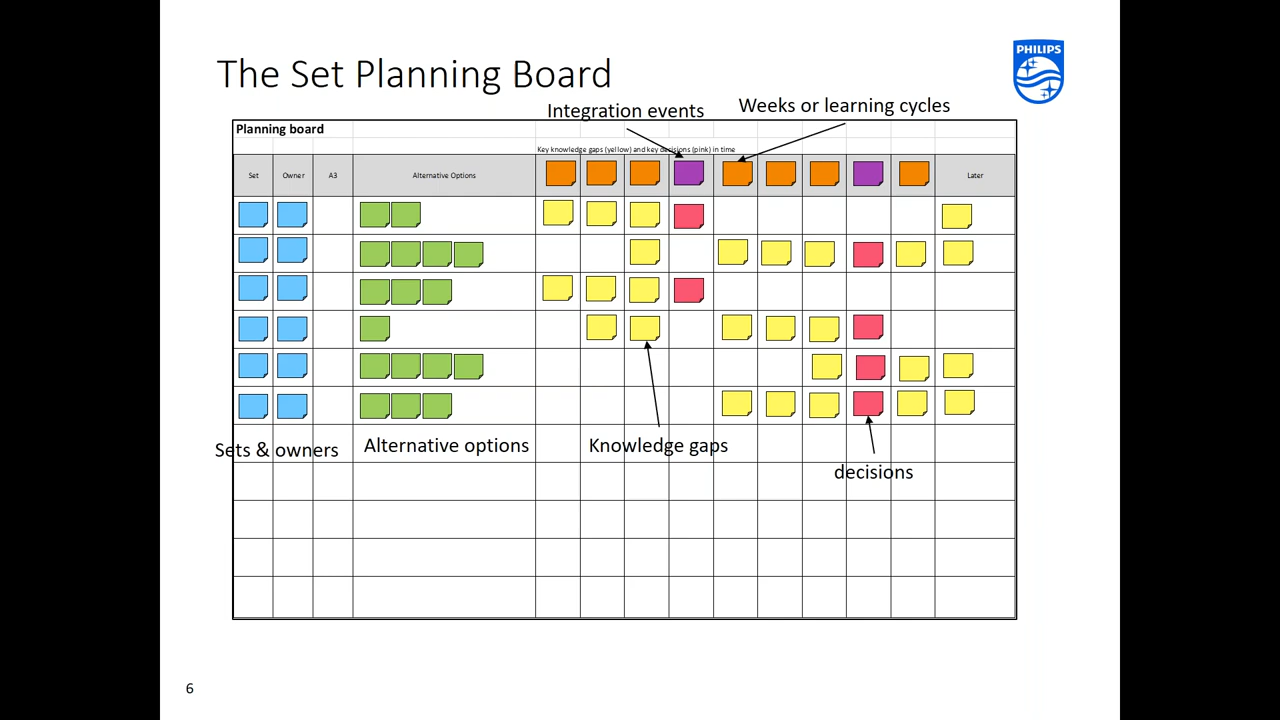 The Set Planning Board
PHILIPS
Integration events
Weeks or learning cycles
Planning board
Key knowledge gaps (yellow) and key decisions (pink) in time
Set
Owner
A3
Alternative Options
Later
Sets & owners
Alternative options
Knowledge gaps
decisions
6